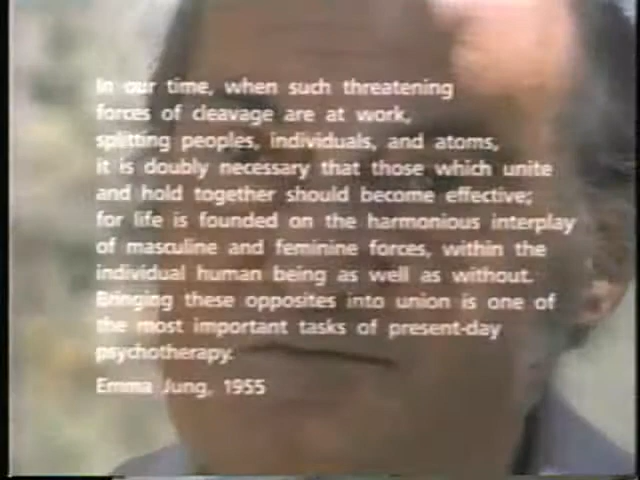 In our time, when such threatening
forces of cleavage are at work,
splitting peoples, individuals, and atoms,
it is doubly necessary that those which unite
and hold together should become effective;
for life is founded on the harmonious interplay
of masculine and feminine forces, within the
individual human being as well as without.
Bringing these opposites into union is one of
the most important tasks of present-day
psychotherapy.
Emma Jung, 1955